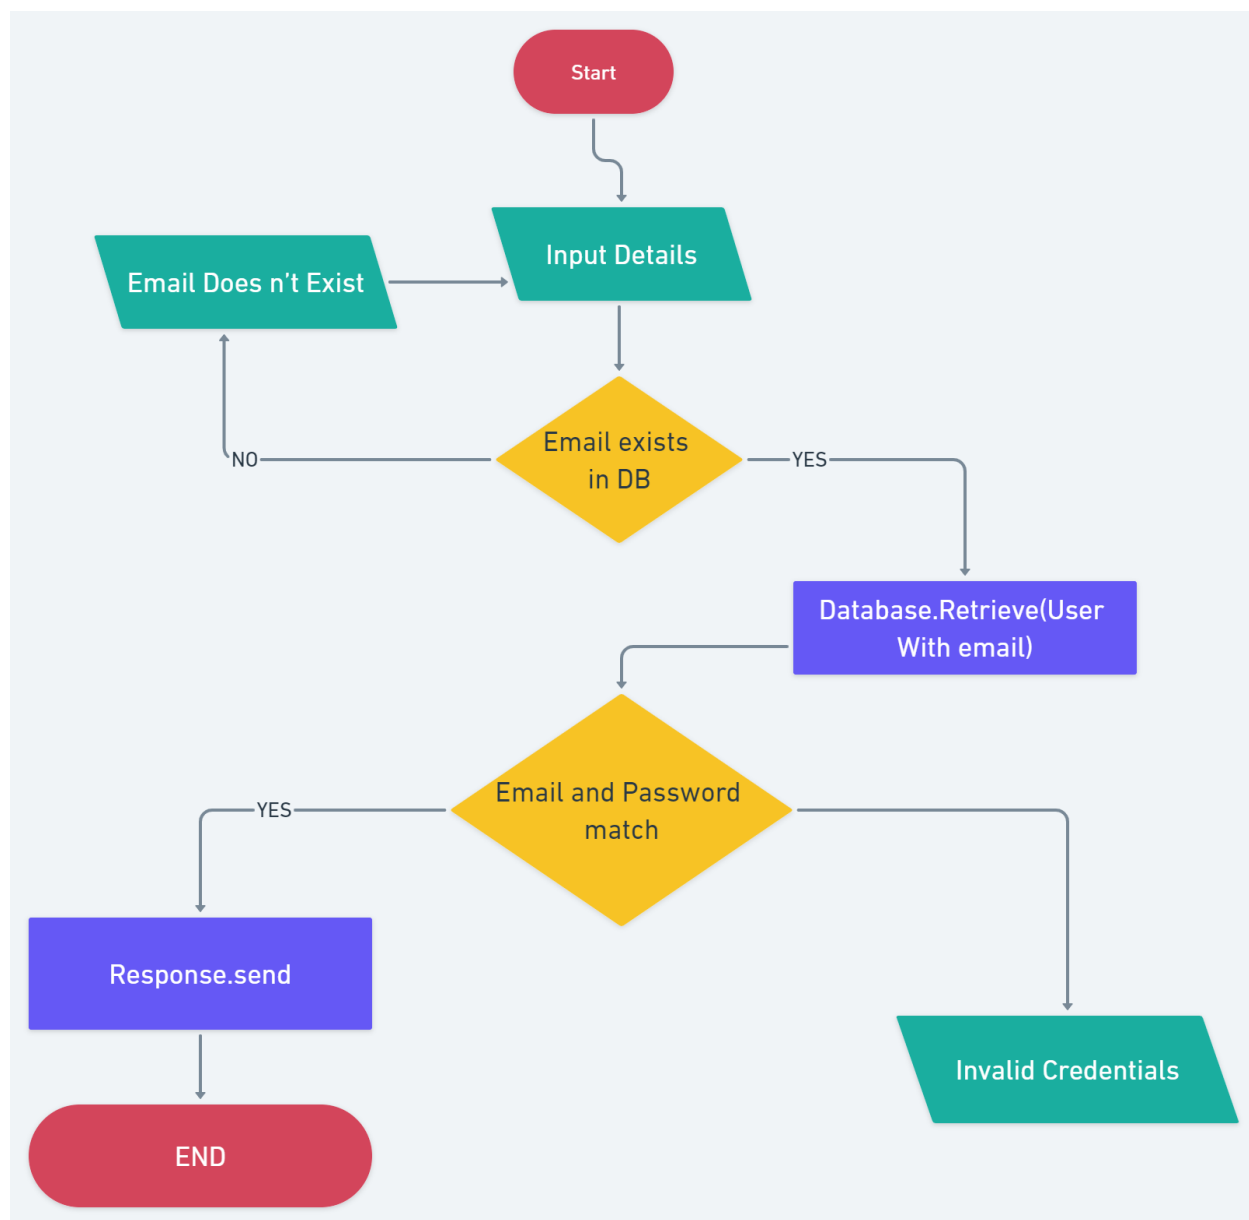 Start
Input Details
Email Does n't Exist
Email exists
in DB
NO
YES
Database.Retrieve(User
With email)
Email and Password
match
YES
Response.send
Invalid Credentials
END